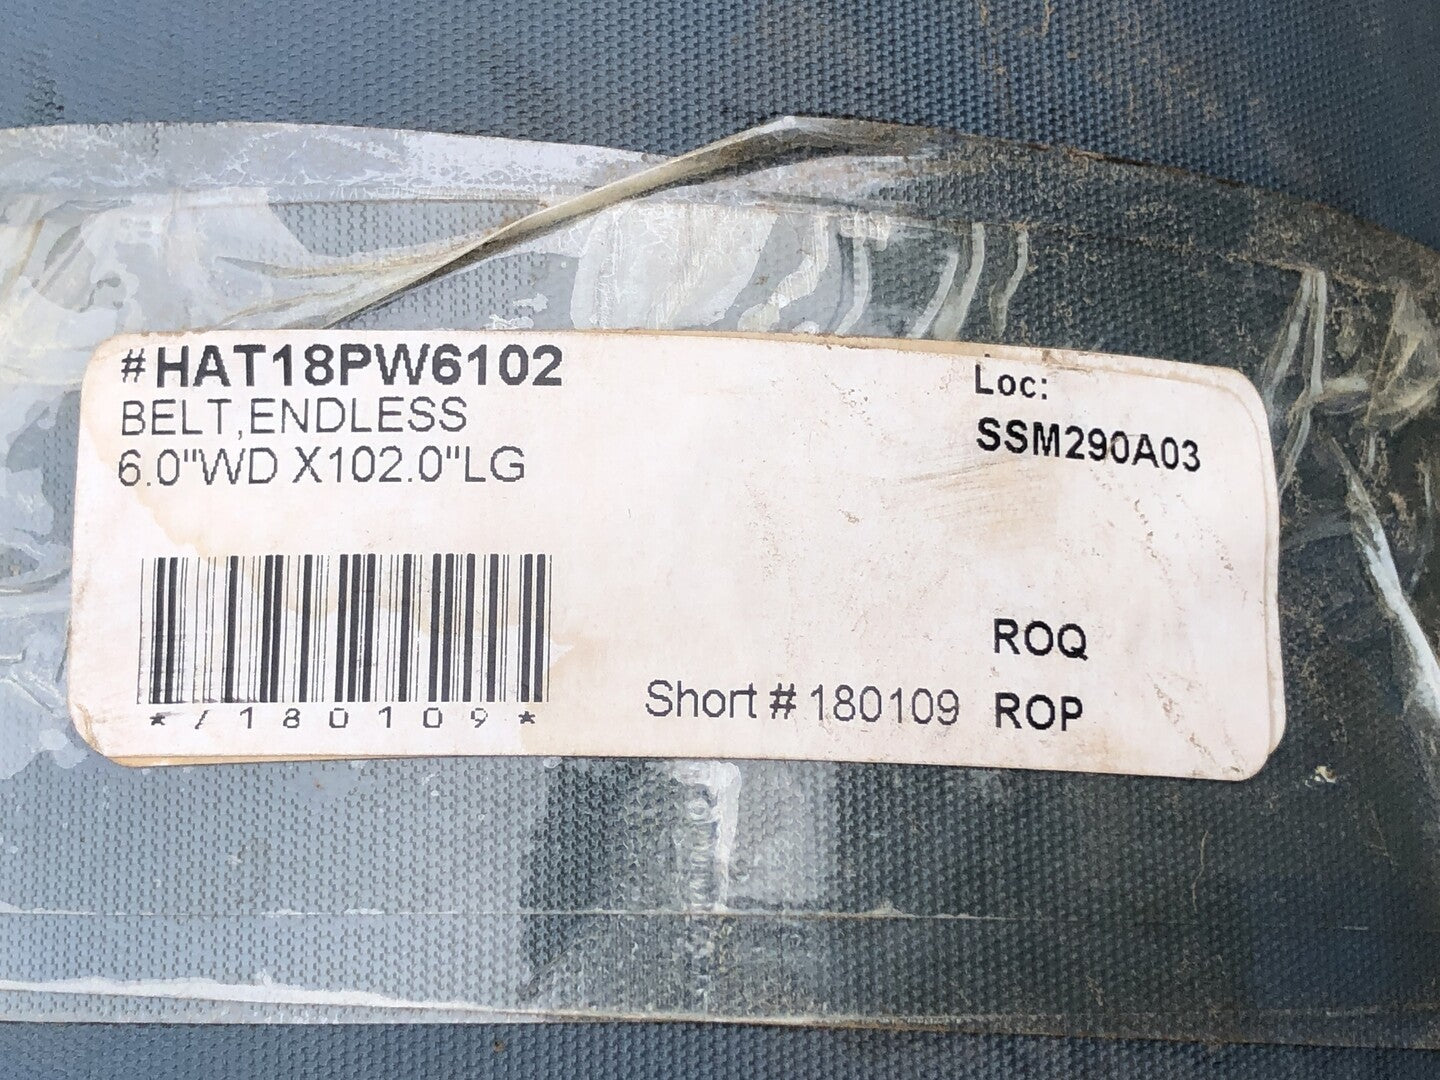 #HAT18PW6102
BELT,ENDLESS
6.0"WD X102.0"LG
Loc:
SSM290A03
*/180109*
Short # 180109
ROQ
ROP